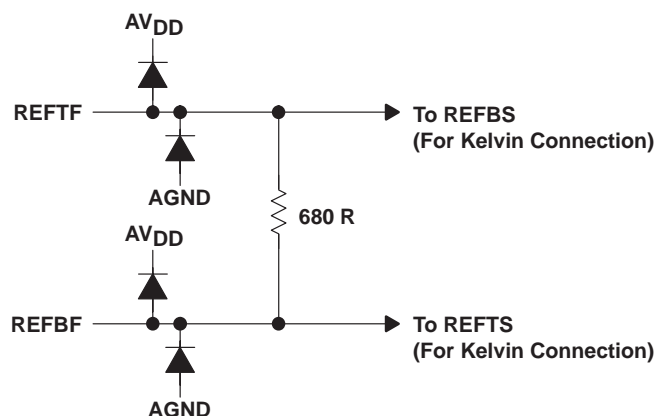 AVDD
REFTF
To REFBS
(For Kelvin Connection)
AGND
680 R
AVDD
REFBF
To REFTS
(For Kelvin Connection)
AGND